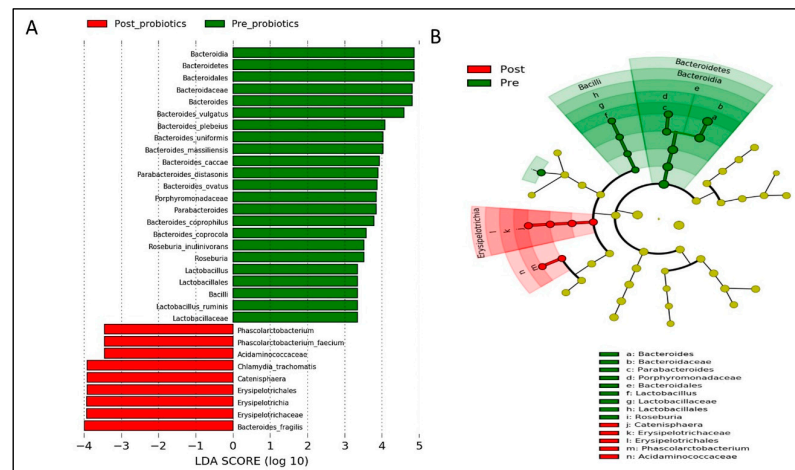 A
Post_probiotics
Pre_probiotics
Bacteroidia
Bacteroidetes
Bacteroidales
Bacteroidaceae
Bacteroides
Bacteroides_vulgatus
Bacteroides_plebeius
Bacteroides_uniformis
Bacteroides_massiliensis
Bacteroides_caccae
Parabacteroides_distasonis
Bacteroides_ovatus
Porphyromonadaceae
Parabacteroides
Bacteroides_coprophilus
Bacteroides_coprocola
Roseburia_inulinivorans
Roseburia
Lactobacillus
Lactobacillales
Bacilli
Lactobacillus_ruminis
Lactobacillaceae
Phascolarctobacterium
Phascolarctobacterium_faecium
Acidaminococcaceae
Chlamydia_trachomatis
Catenisphaera
Erysipelotrichales
Erysipelotrichia
Erysipelotrichaceae
Bacteroides_fragilis
−4 −3 −2 −1 0 1 2 3 4 5
LDA SCORE (log 10)
B
Post
Pre
Bacteroidetes
Bacteroidia
Bacilli
e
d
b
h
c
a
g
f
Erysipelotrichia
l
k
m
n
a: Bacteroides
b: Bacteroidaceae
c: Parabacteroides
d: Porphyromonadaceae
e: Bacteroidales
f: Lactobacillus
g: Lactobacillaceae
h: Lactobacillales
i: Roseburia
j: Catenisphaera
k: Erysipelotrichaceae
l: Erysipelotrichales
m: Phascolarctobacterium
n: Acidaminococcaceae